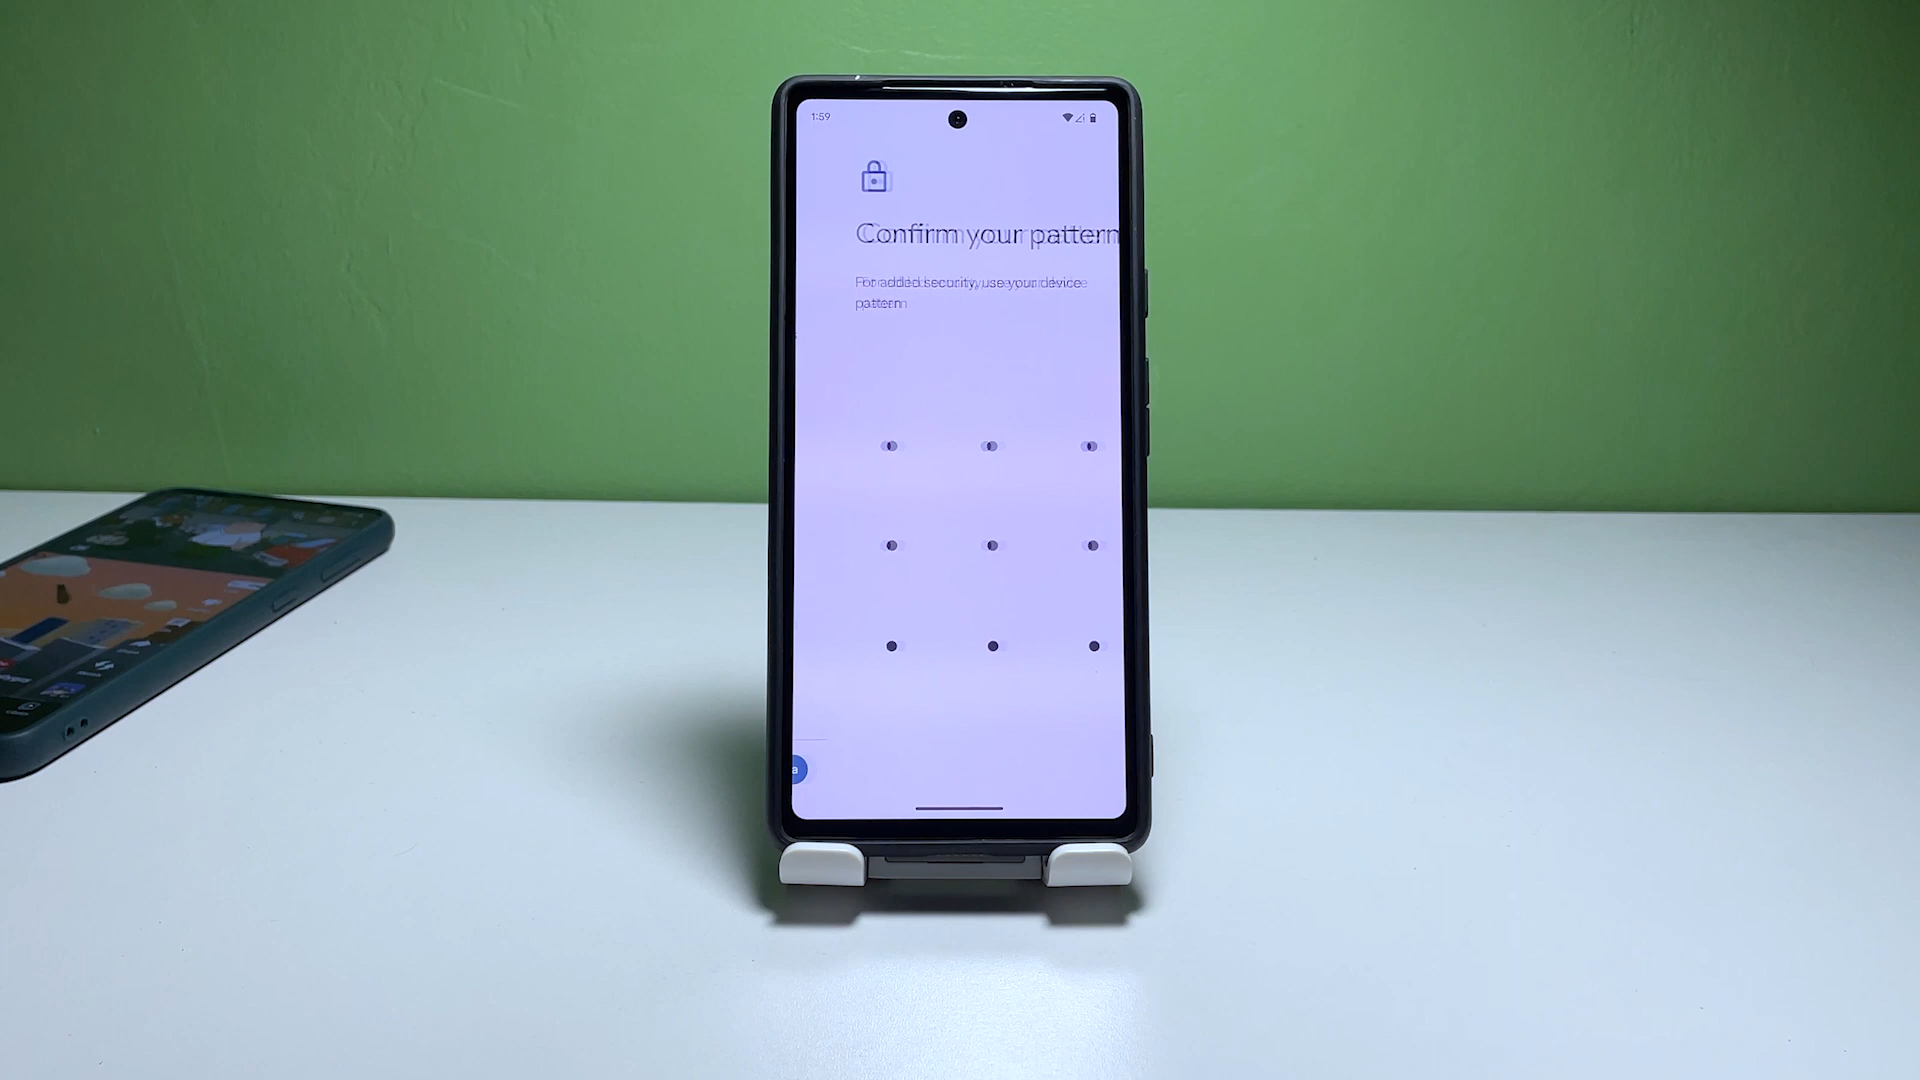 1:59
Confirm your pattern
For added security, use your device
pattern
a